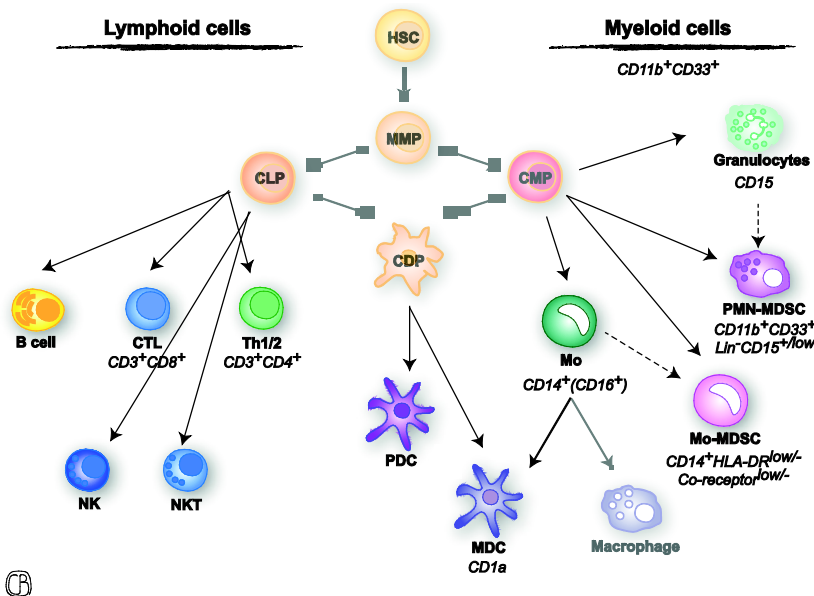 Lymphoid cells
Myeloid cells
CD11b⁺CD33⁺
HSC
MMP
CLP
CMP
CDP
Granulocytes
CD15
PMN-MDSC
CD11b⁺CD33⁺
Lin⁻CD15⁺/low
B cell
CTL
CD3⁺CD8⁺
Th1/2
CD3⁺CD4⁺
Mo
CD14⁺(CD16⁺)
Mo-MDSC
CD14⁺HLA-DRlow/-
Co-receptorlow/-
PDC
NK
NKT
MDC
CD1a
Macrophage
CB